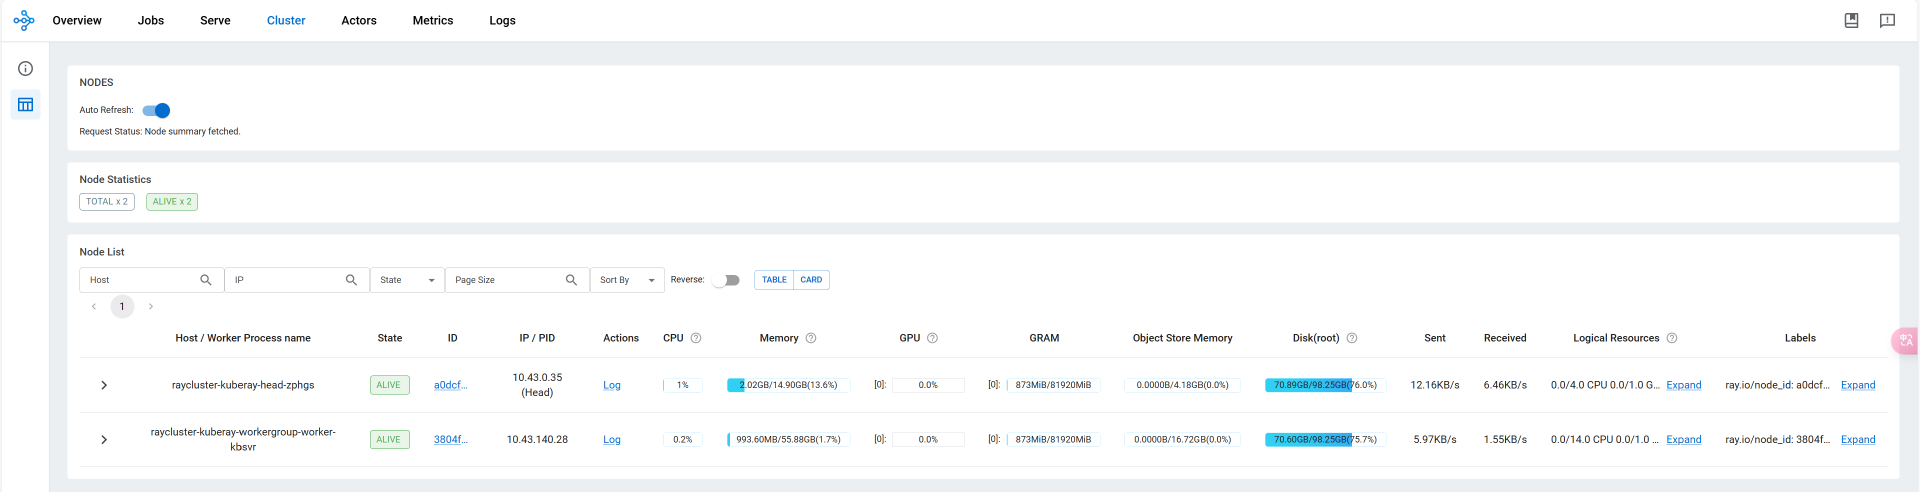 Overview Jobs Serve Cluster Actors Metrics Logs
NODES
Auto Refresh:
Request Status: Node summary fetched.
Node Statistics
TOTAL x 2 ALIVE x 2
Node List
Host IP State Page Size Sort By Reverse: TABLE CARD
1
Host / Worker Process name State ID IP / PID Actions CPU Memory GPU GRAM Object Store Memory Disk(root) Sent Received Logical Resources Labels
raycluster-kuberay-head-zphgs ALIVE a0dcf... 10.43.0.35 (Head) Log 1% 2.02GB/14.90GB(13.6%) [0]: 0.0% [0]: 873MiB/81920MiB 0.0000B/4.18GB(0.0%) 70.89GB/98.25GB(76.0%) 12.16KB/s 6.46KB/s 0.0/4.0 CPU 0.0/1.0 G... Expand ray.io/node_id: a0dcf... Expand
raycluster-kuberay-workergroup-worker-kbsvr ALIVE 3804f... 10.43.140.28 Log 0.2% 993.60MB/55.88GB(1.7%) [0]: 0.0% [0]: 873MiB/81920MiB 0.0000B/16.72GB(0.0%) 70.60GB/98.25GB(75.7%) 5.97KB/s 1.55KB/s 0.0/14.0 CPU 0.0/1.0 ... Expand ray.io/node_id: 3804f... Expand